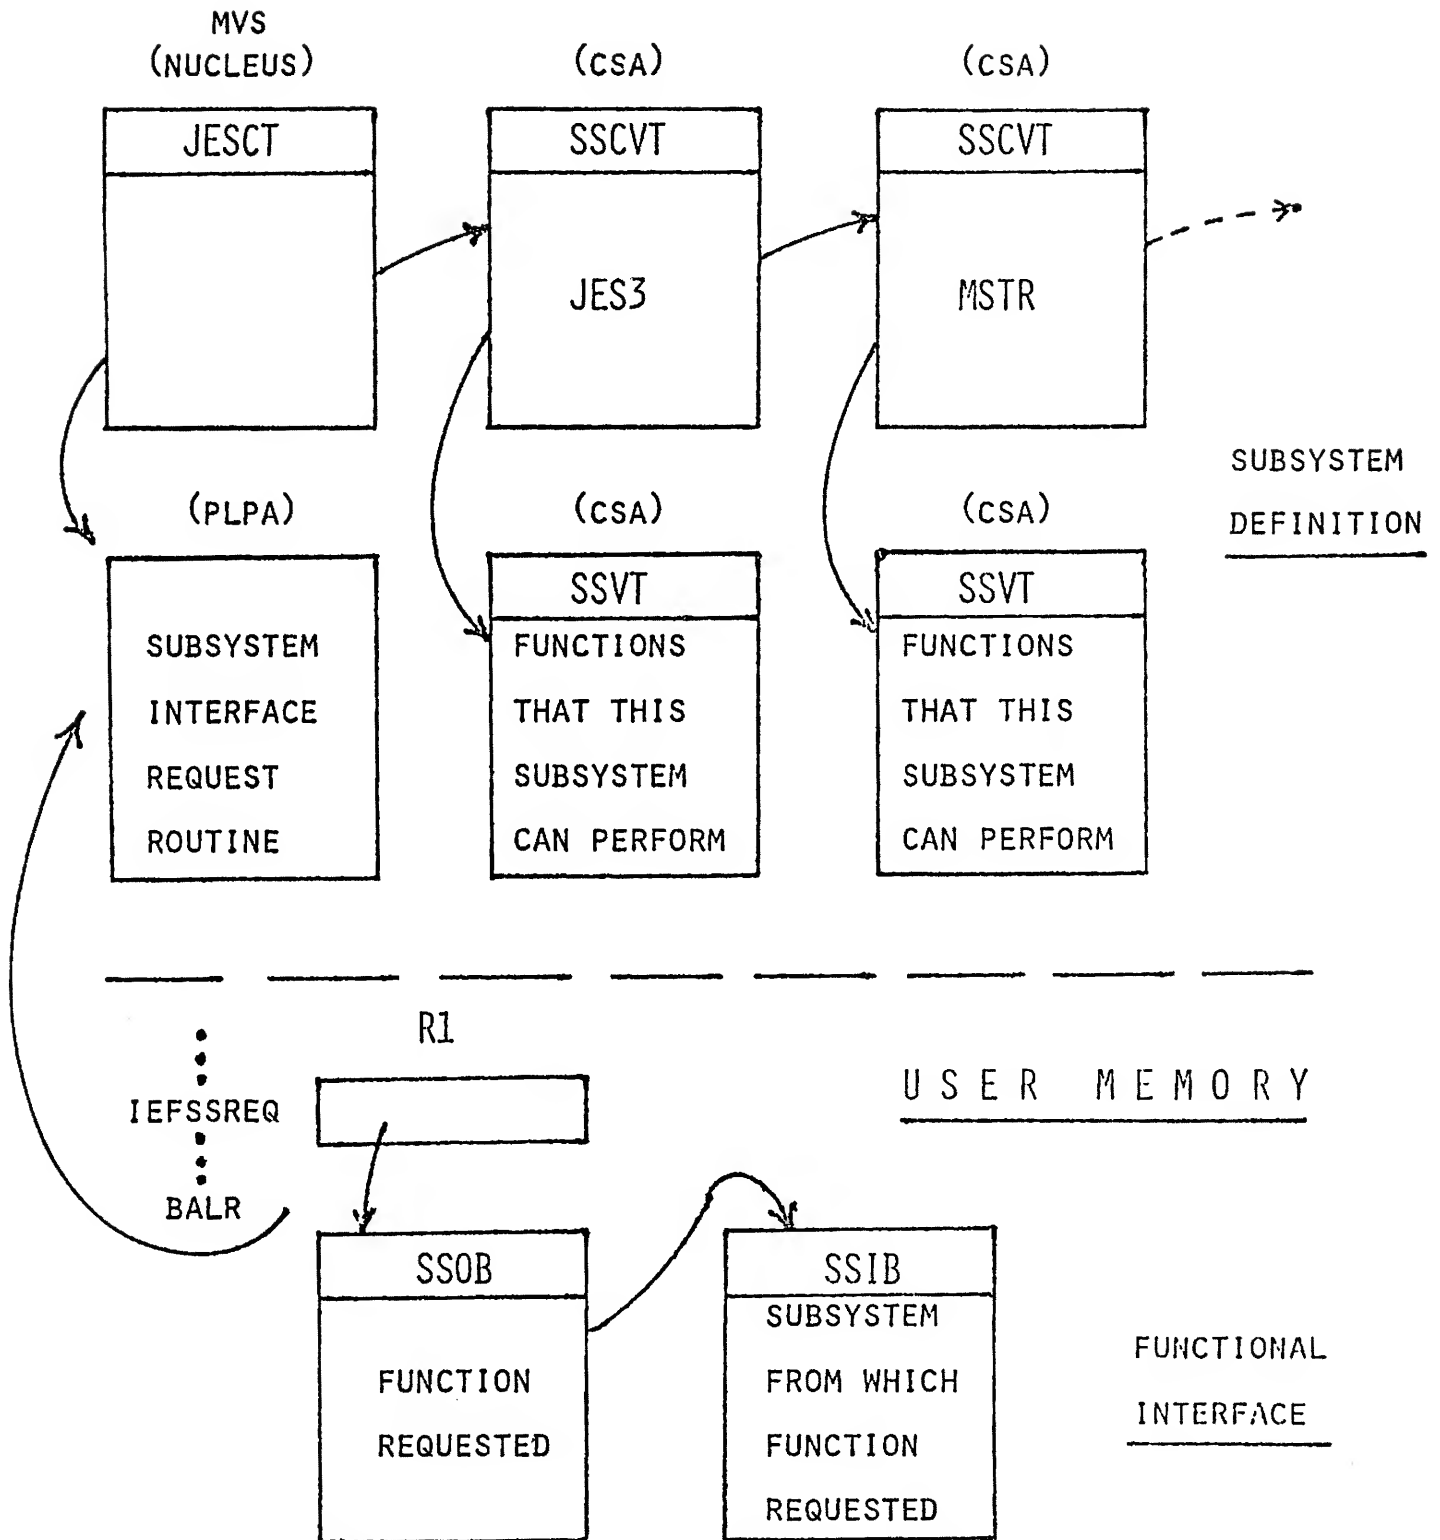 MVS
(NUCLEUS)
(CSA)
(CSA)
JESCT
SSCVT
SSCVT
JES3
MSTR
SUBSYSTEM
DEFINITION
(PLPA)
(CSA)
(CSA)
SUBSYSTEM
INTERFACE
REQUEST
ROUTINE
SSVT
FUNCTIONS
THAT THIS
SUBSYSTEM
CAN PERFORM
SSVT
FUNCTIONS
THAT THIS
SUBSYSTEM
CAN PERFORM
R1
USER MEMORY
IEFSSREQ
BALR
SSOB
FUNCTION
REQUESTED
SSIB
SUBSYSTEM
FROM WHICH
FUNCTION
REQUESTED
FUNCTIONAL
INTERFACE